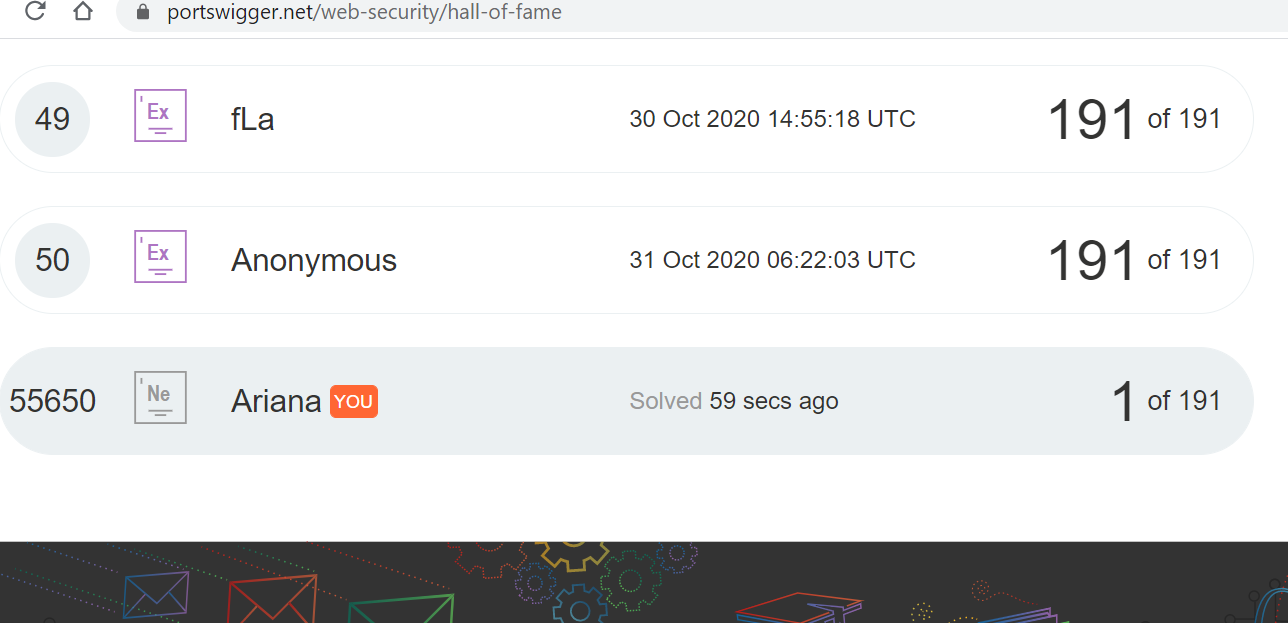 portswigger.net/web-security/hall-of-fame
49 'Ex fLa 30 Oct 2020 14:55:18 UTC 191 of 191
50 'Ex Anonymous 31 Oct 2020 06:22:03 UTC 191 of 191
55650 'Ne Ariana YOU Solved 59 secs ago 1 of 191